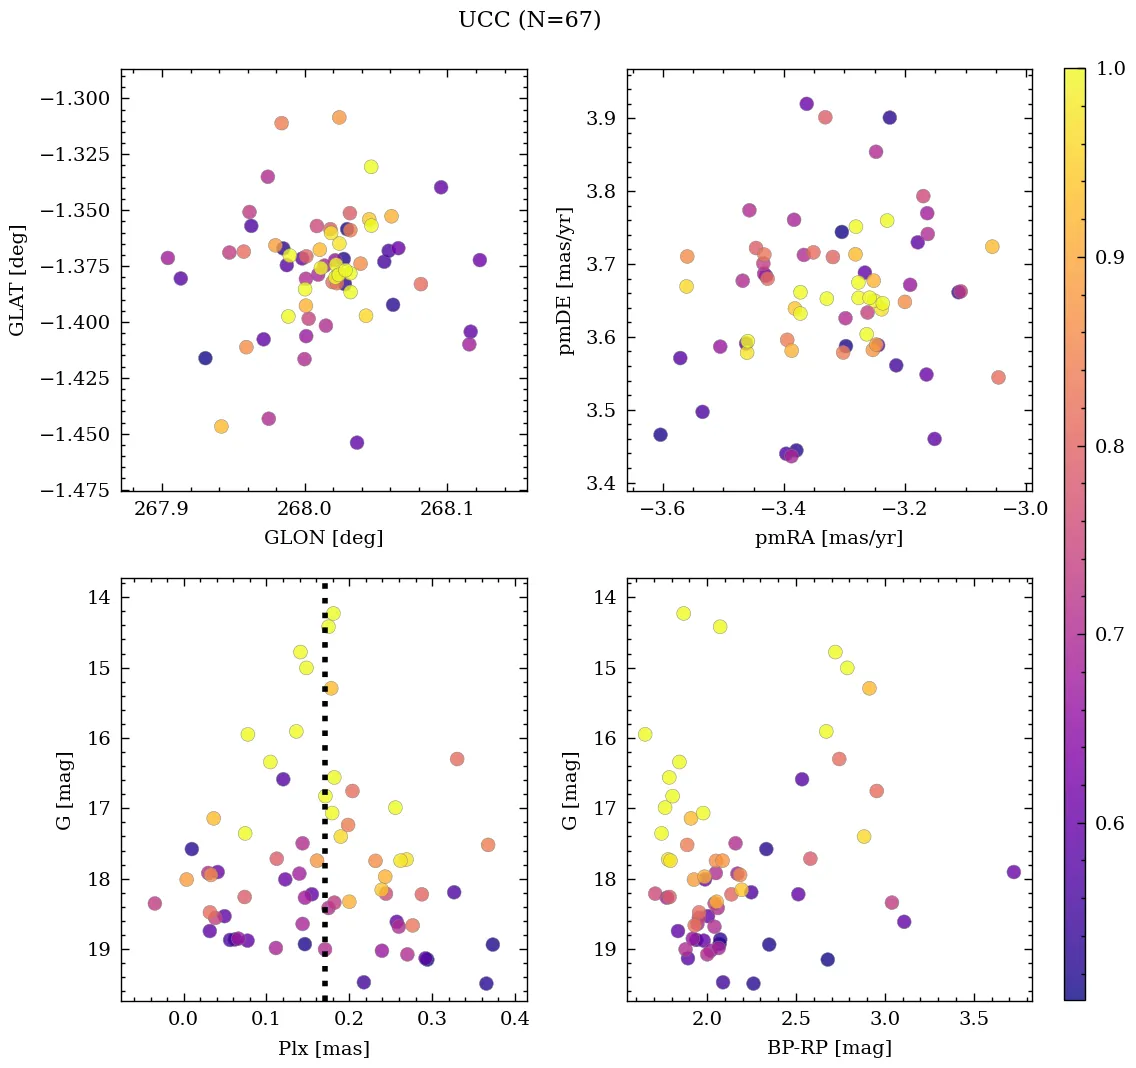 UCC (N=67)
−1.300
−1.325
−1.350
−1.375
−1.400
−1.425
−1.450
−1.475
GLAT [deg]
267.9 268.0 268.1
GLON [deg]
3.9
3.8
3.7
3.6
3.5
3.4
pmDE [mas/yr]
−3.6 −3.4 −3.2 −3.0
pmRA [mas/yr]
14
15
16
17
18
19
G [mag]
0.0 0.1 0.2 0.3 0.4
Plx [mas]
14
15
16
17
18
19
G [mag]
2.0 2.5 3.0 3.5
BP-RP [mag]
1.0
0.9
0.8
0.7
0.6